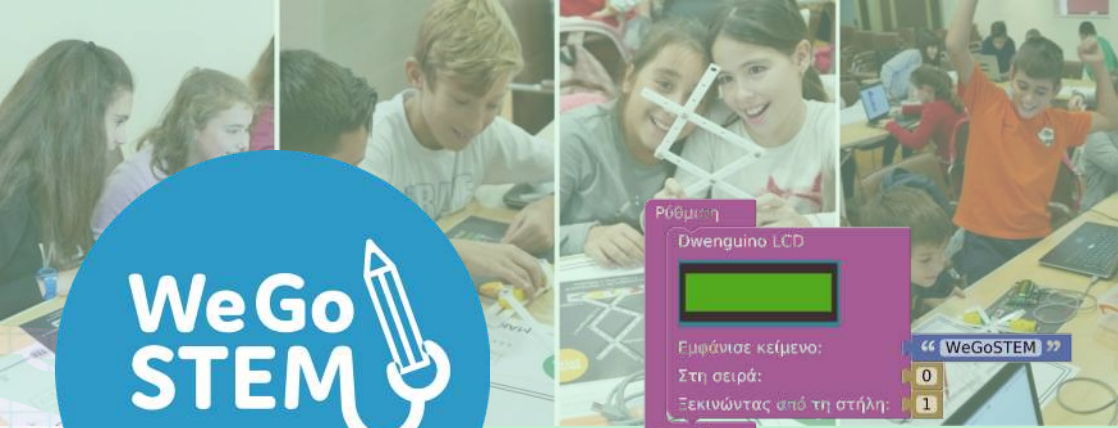 WeGo
STEM
Ρύθμιση
Dwenguino LCD
Εμφάνισε κείμενο:
“ WeGoSTEM ”
Στη σειρά:
0
Ξεκινώντας από τη στήλη:
1